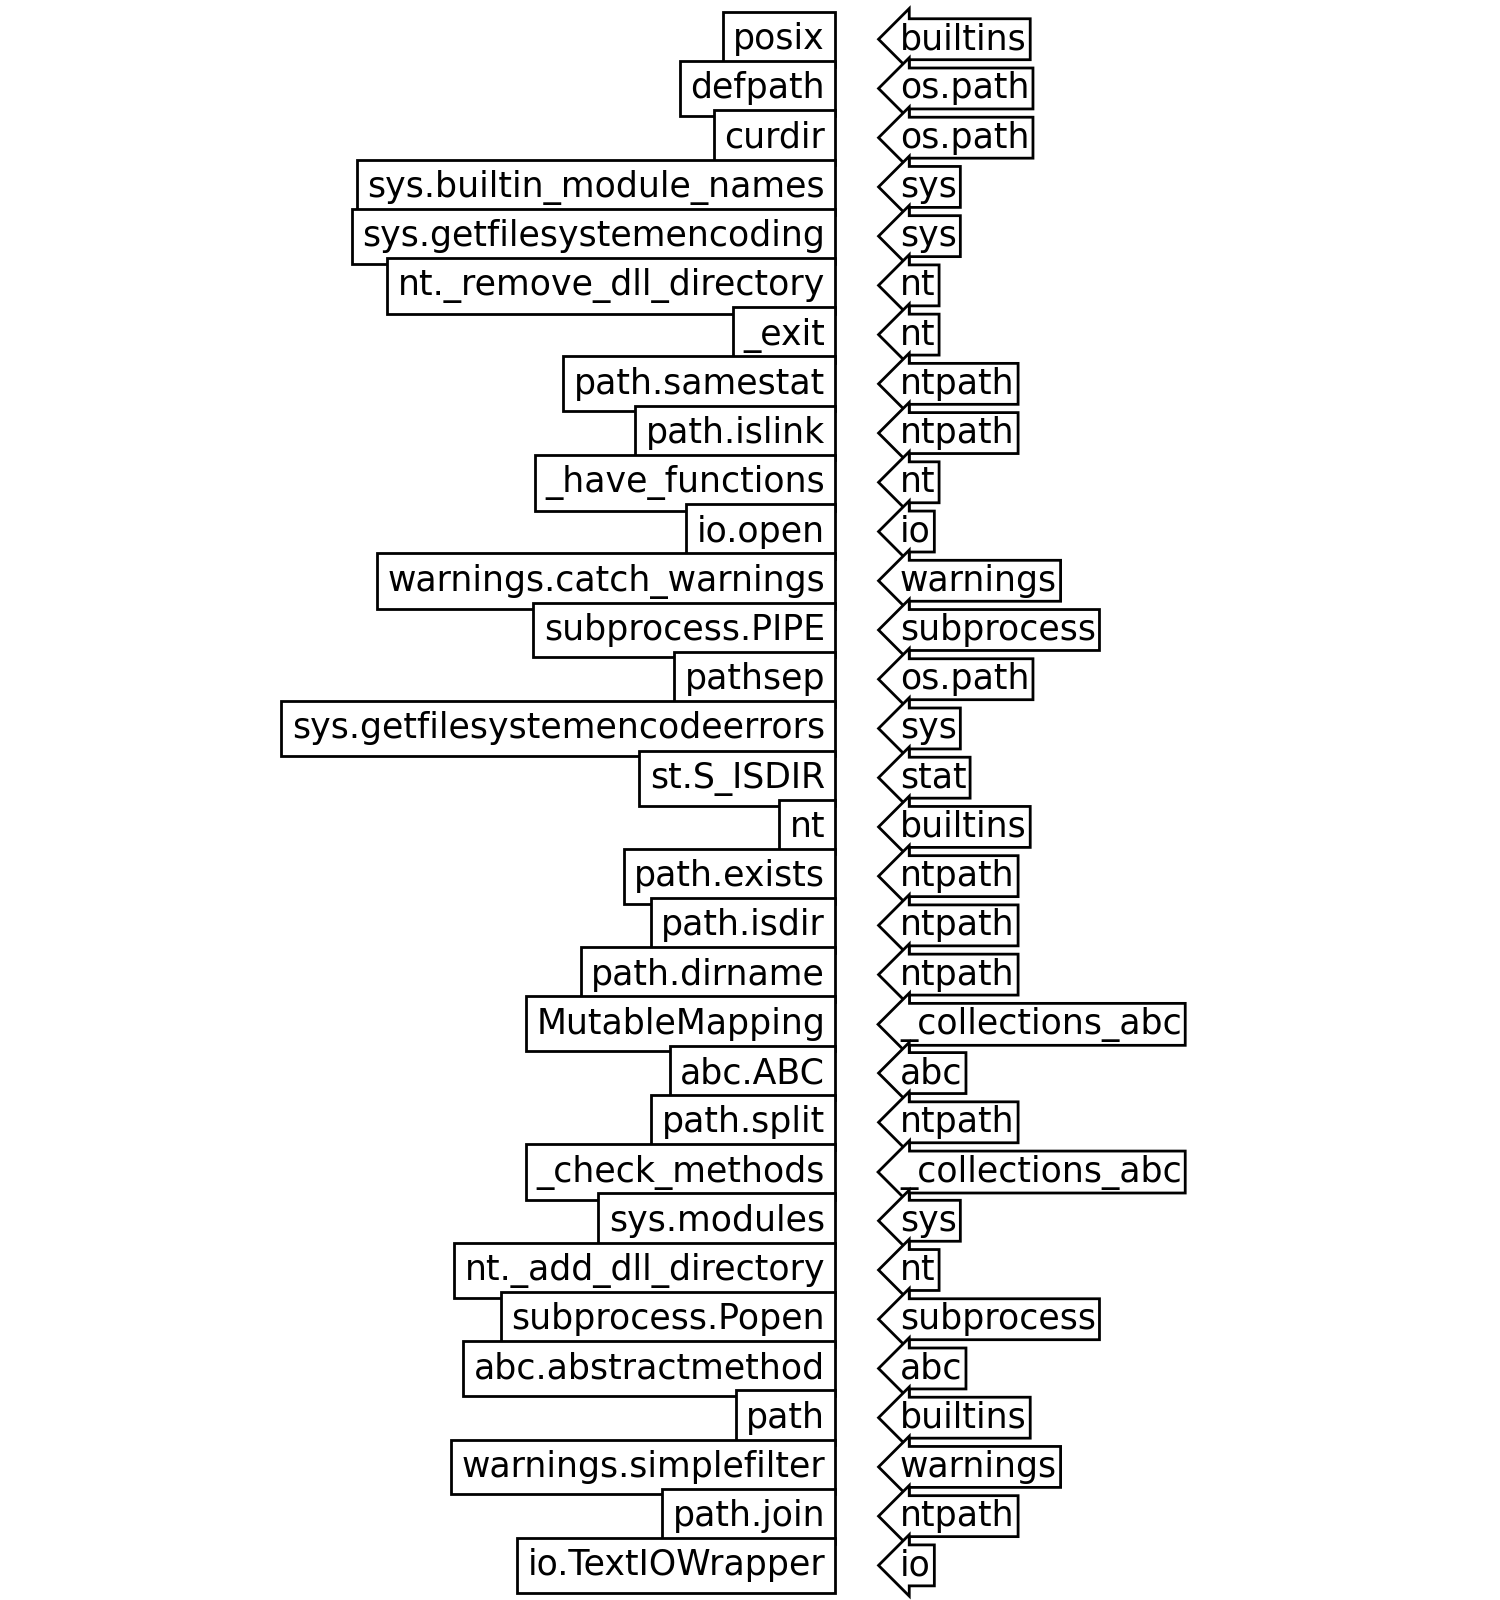 posix builtins
defpath os.path
curdir os.path
sys.builtin_module_names sys
sys.getfilesystemencoding sys
nt._remove_dll_directory nt
_exit nt
path.samestat ntpath
path.islink ntpath
_have_functions nt
io.open io
warnings.catch_warnings warnings
subprocess.PIPE subprocess
pathsep os.path
sys.getfilesystemencodeerrors sys
st.S_ISDIR stat
nt builtins
path.exists ntpath
path.isdir ntpath
path.dirname ntpath
MutableMapping _collections_abc
abc.ABC abc
path.split ntpath
_check_methods _collections_abc
sys.modules sys
nt._add_dll_directory nt
subprocess.Popen subprocess
abc.abstractmethod abc
path builtins
warnings.simplefilter warnings
path.join ntpath
io.TextIOWrapper io